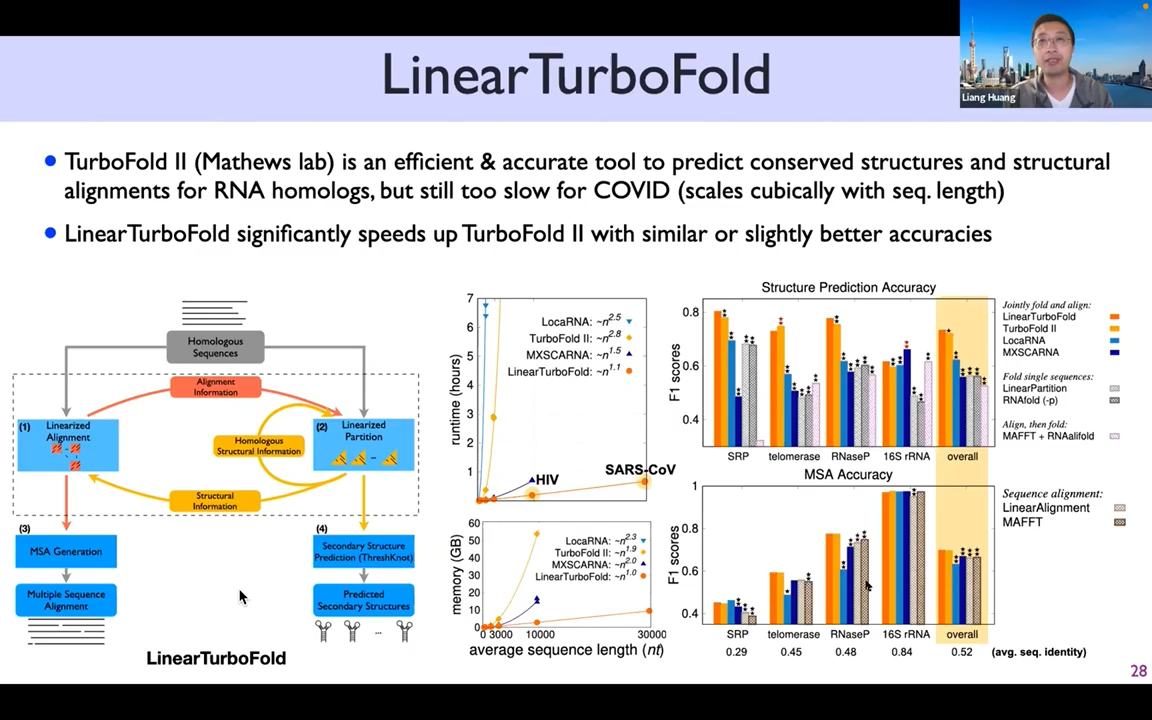 LinearTurboFold
Liang Huang
• TurboFold II (Mathews lab) is an efficient & accurate tool to predict conserved structures and structural
alignments for RNA homologs, but still too slow for COVID (scales cubically with seq. length)
• LinearTurboFold significantly speeds up TurboFold II with similar or slightly better accuracies
Homologous
Sequences
Alignment
Information
(1)
Linearized
Alignment
Homologous
Structural Information
(2)
Linearized
Partition
Structural
Information
(3)
MSA Generation
(4)
Secondary Structure
Prediction (ThreshKnot)
Multiple Sequence
Alignment
Predicted
Secondary Structures
...
LinearTurboFold
runtime (hours)
7
6
5
4
3
2
1
LocaRNA: ~n^2.5
TurboFold II: ~n^2.8
MXSCARNA: ~n^1.5
LinearTurboFold: ~n^1.1
HIV
SARS-CoV
memory (GB)
60
50
40
30
20
10
0
LocaRNA: ~n^2.3
TurboFold II: ~n^1.9
MXSCARNA: ~n^2.0
LinearTurboFold: ~n^1.0
0 3000 10000 30000
average sequence length (nt)
Structure Prediction Accuracy
F1 scores
0.8
0.6
0.4
SRP telomerase RNaseP 16S rRNA overall
Jointly fold and align:
LinearTurboFold
TurboFold II
LocaRNA
MXSCARNA
Fold single sequences:
LinearPartition
RNAfold (-p)
Align, then fold:
MAFFT + RNAalifold
MSA Accuracy
F1 scores
1
0.8
0.6
0.4
SRP telomerase RNaseP 16S rRNA overall
0.29 0.45 0.48 0.84 0.52 (avg. seq. identity)
Sequence alignment:
LinearAlignment
MAFFT
28